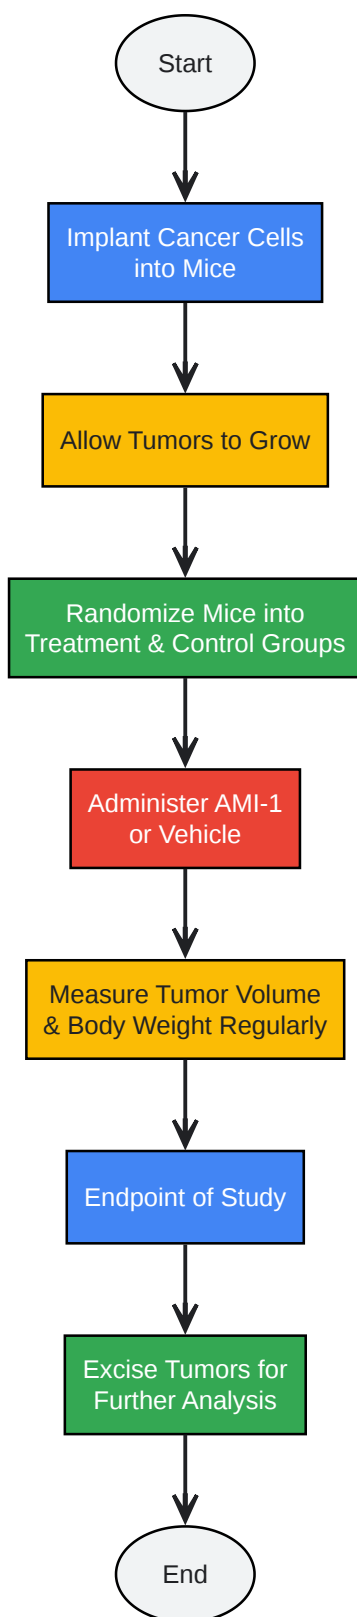 Start
Implant Cancer Cells
into Mice
Allow Tumors to Grow
Randomize Mice into
Treatment & Control Groups
Administer AMI-1
or Vehicle
Measure Tumor Volume
& Body Weight Regularly
Endpoint of Study
Excise Tumors for
Further Analysis
End